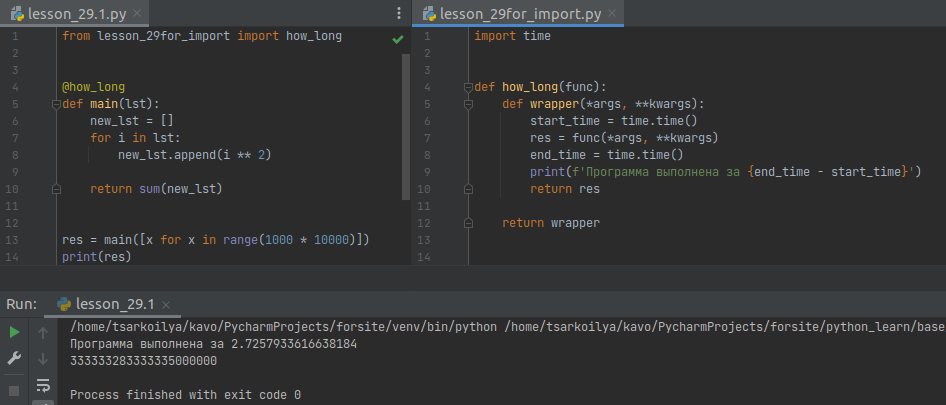 lesson_29.1.py
1 from lesson_29for_import import how_long
2
3
4 @how_long
5 def main(lst):
6 new_lst = []
7 for i in lst:
8 new_lst.append(i ** 2)
9
10 return sum(new_lst)
11
12
13 res = main([x for x in range(1000 * 10000)])
14 print(res)
lesson_29for_import.py
1 import time
2
3
4 def how_long(func):
5 def wrapper(*args, **kwargs):
6 start_time = time.time()
7 res = func(*args, **kwargs)
8 end_time = time.time()
9 print(f'Программа выполнена за {end_time - start_time}')
10 return res
11
12 return wrapper
13
14
Run: lesson_29.1
/home/tsarkoilya/kavo/PycharmProjects/forsite/venv/bin/python /home/tsarkoilya/kavo/PycharmProjects/forsite/python_learn/base
Программа выполнена за 2.7257933616638184
333333283333335000000
Process finished with exit code 0